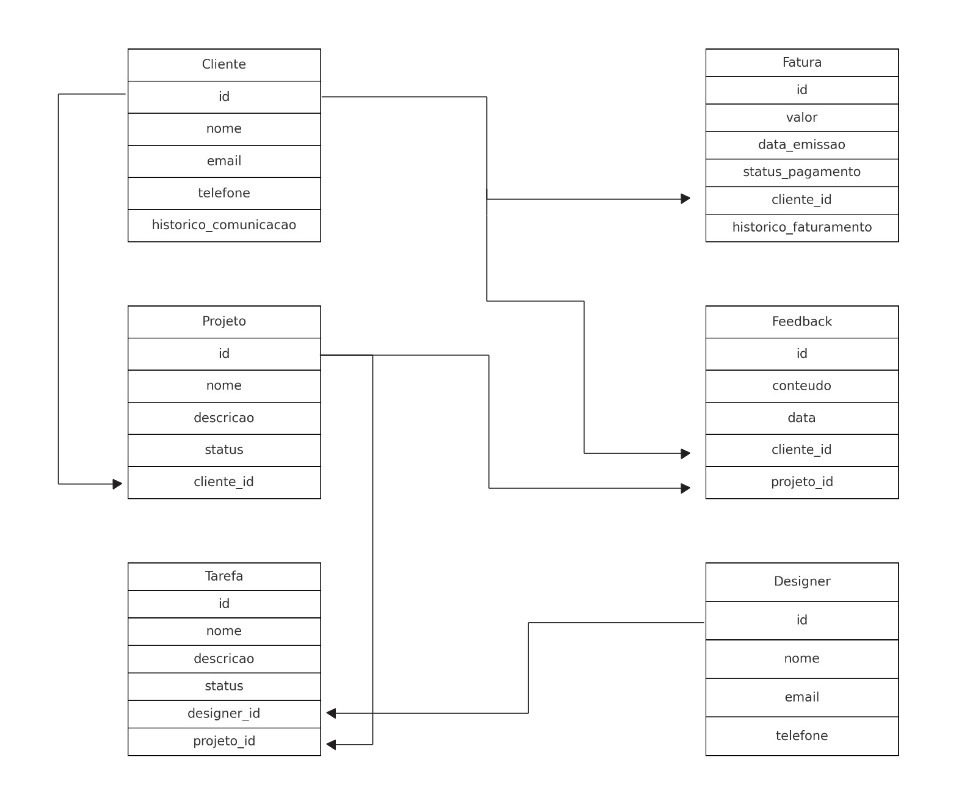 Cliente
id
nome
email
telefone
historico_comunicacao
Fatura
id
valor
data_emissao
status_pagamento
cliente_id
historico_faturamento
Projeto
id
nome
descricao
status
cliente_id
Feedback
id
conteudo
data
cliente_id
projeto_id
Tarefa
id
nome
descricao
status
designer_id
projeto_id
Designer
id
nome
email
telefone